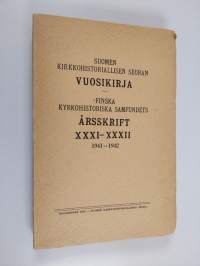 SUOMEN
KIRKKOHISTORIALLISEN SEURAN
VUOSIKIRJA
FINSKA
KYRKOHISTORISKA SAMFUNDETS
ÅRSSKRIFT
XXXI–XXXII
1941–1942